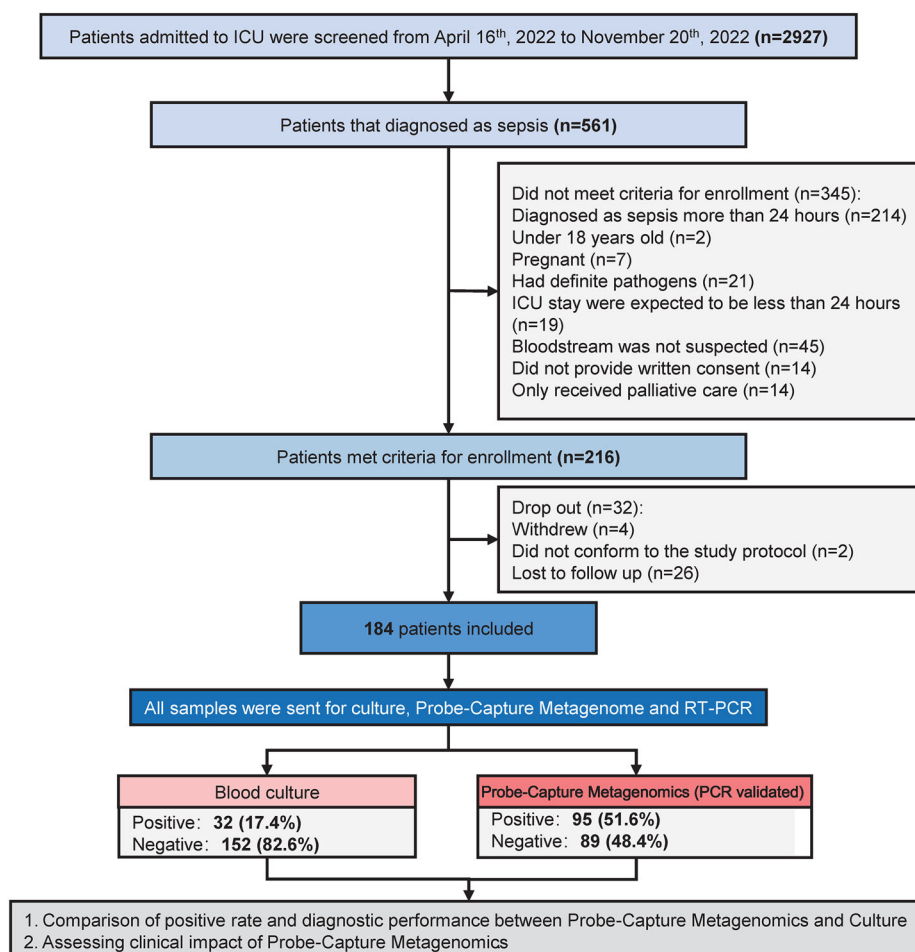 Patients admitted to ICU were screened from April 16th, 2022 to November 20th, 2022 (n=2927)
Patients that diagnosed as sepsis (n=561)
Did not meet criteria for enrollment (n=345):
Diagnosed as sepsis more than 24 hours (n=214)
Under 18 years old (n=2)
Pregnant (n=7)
Had definite pathogens (n=21)
ICU stay were expected to be less than 24 hours
(n=19)
Bloodstream was not suspected (n=45)
Did not provide written consent (n=14)
Only received palliative care (n=14)
Patients met criteria for enrollment (n=216)
Drop out (n=32):
Withdrew (n=4)
Did not conform to the study protocol (n=2)
Lost to follow up (n=26)
184 patients included
All samples were sent for culture, Probe-Capture Metagenome and RT-PCR
Blood culture
Positive: 32 (17.4%)
Negative: 152 (82.6%)
Probe-Capture Metagenomics (PCR validated)
Positive: 95 (51.6%)
Negative: 89 (48.4%)
1. Comparison of positive rate and diagnostic performance between Probe-Capture Metagenomics and Culture
2. Assessing clinical impact of Probe-Capture Metagenomics